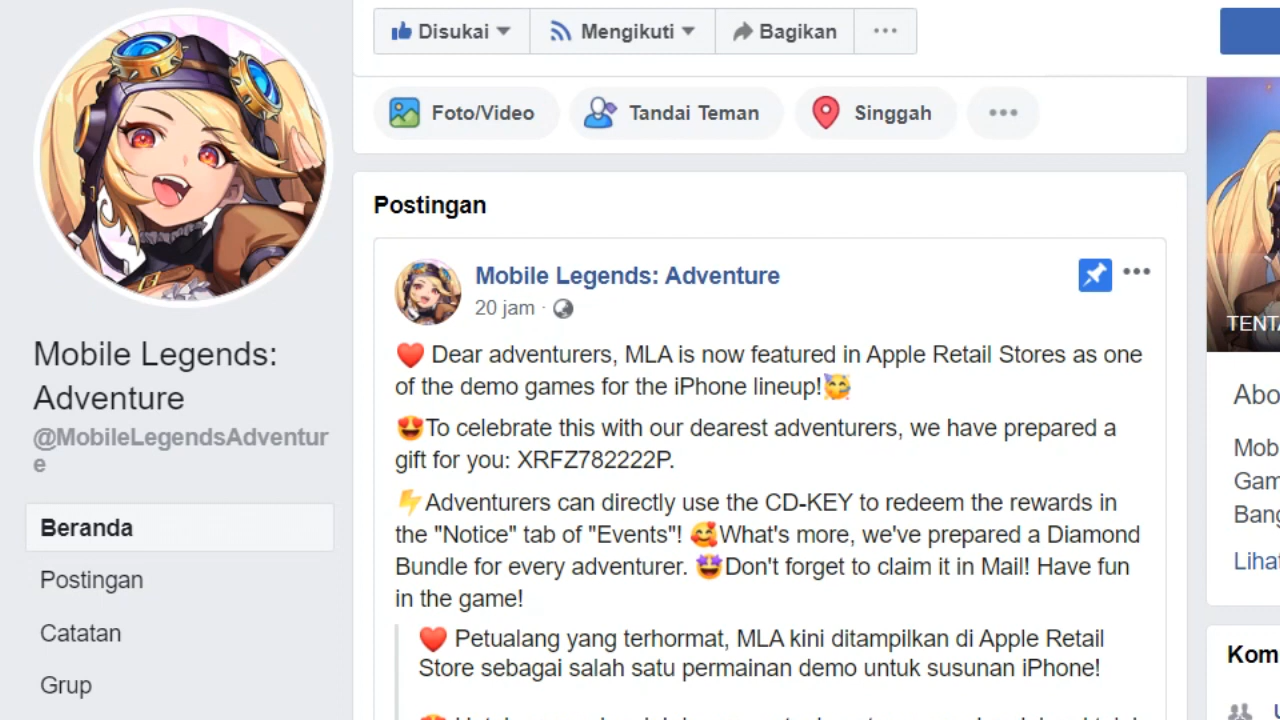 Disukai
Mengikuti
Bagikan
Foto/Video
Tandai Teman
Singgah
Mobile Legends:
Adventure
@MobileLegendsAdventur
e
Beranda
Postingan
Catatan
Grup
Postingan
Mobile Legends: Adventure
20 jam ·
❤️ Dear adventurers, MLA is now featured in Apple Retail Stores as one
of the demo games for the iPhone lineup!🥳
🤩To celebrate this with our dearest adventurers, we have prepared a
gift for you: XRFZ782222P.
⚡Adventurers can directly use the CD-KEY to redeem the rewards in
the "Notice" tab of "Events"! 🥰What's more, we've prepared a Diamond
Bundle for every adventurer. 🤩Don't forget to claim it in Mail! Have fun
in the game!
❤️ Petualang yang terhormat, MLA kini ditampilkan di Apple Retail
Store sebagai salah satu permainan demo untuk susunan iPhone!
TENTA
Abo
Mob
Gam
Bang
Lihat
Kom